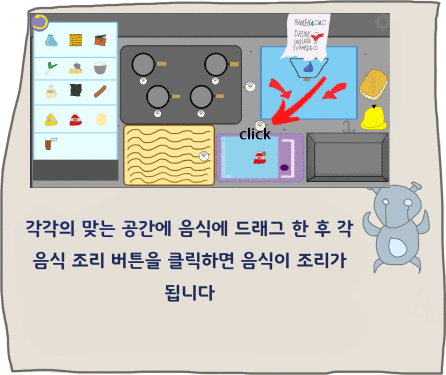 RAMEN
DRINK
click
각각의 맞는 공간에 음식에 드래그 한 후 각
음식 조리 버튼을 클릭하면 음식이 조리가
됩니다